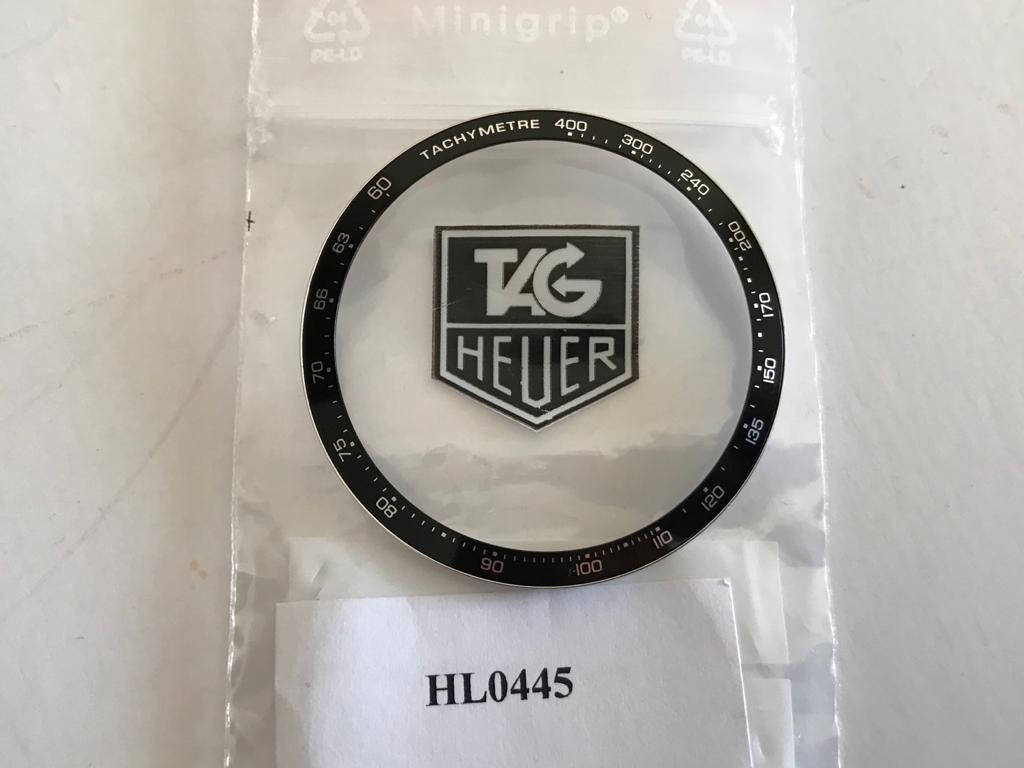 04 Minigrip® 04
PE-LD PE-LD
TACHYMETRE 400 300 240 200 170 150 135 120 110 100 90 80 75 70 66 63 60
TAG
HEUER
HL0445